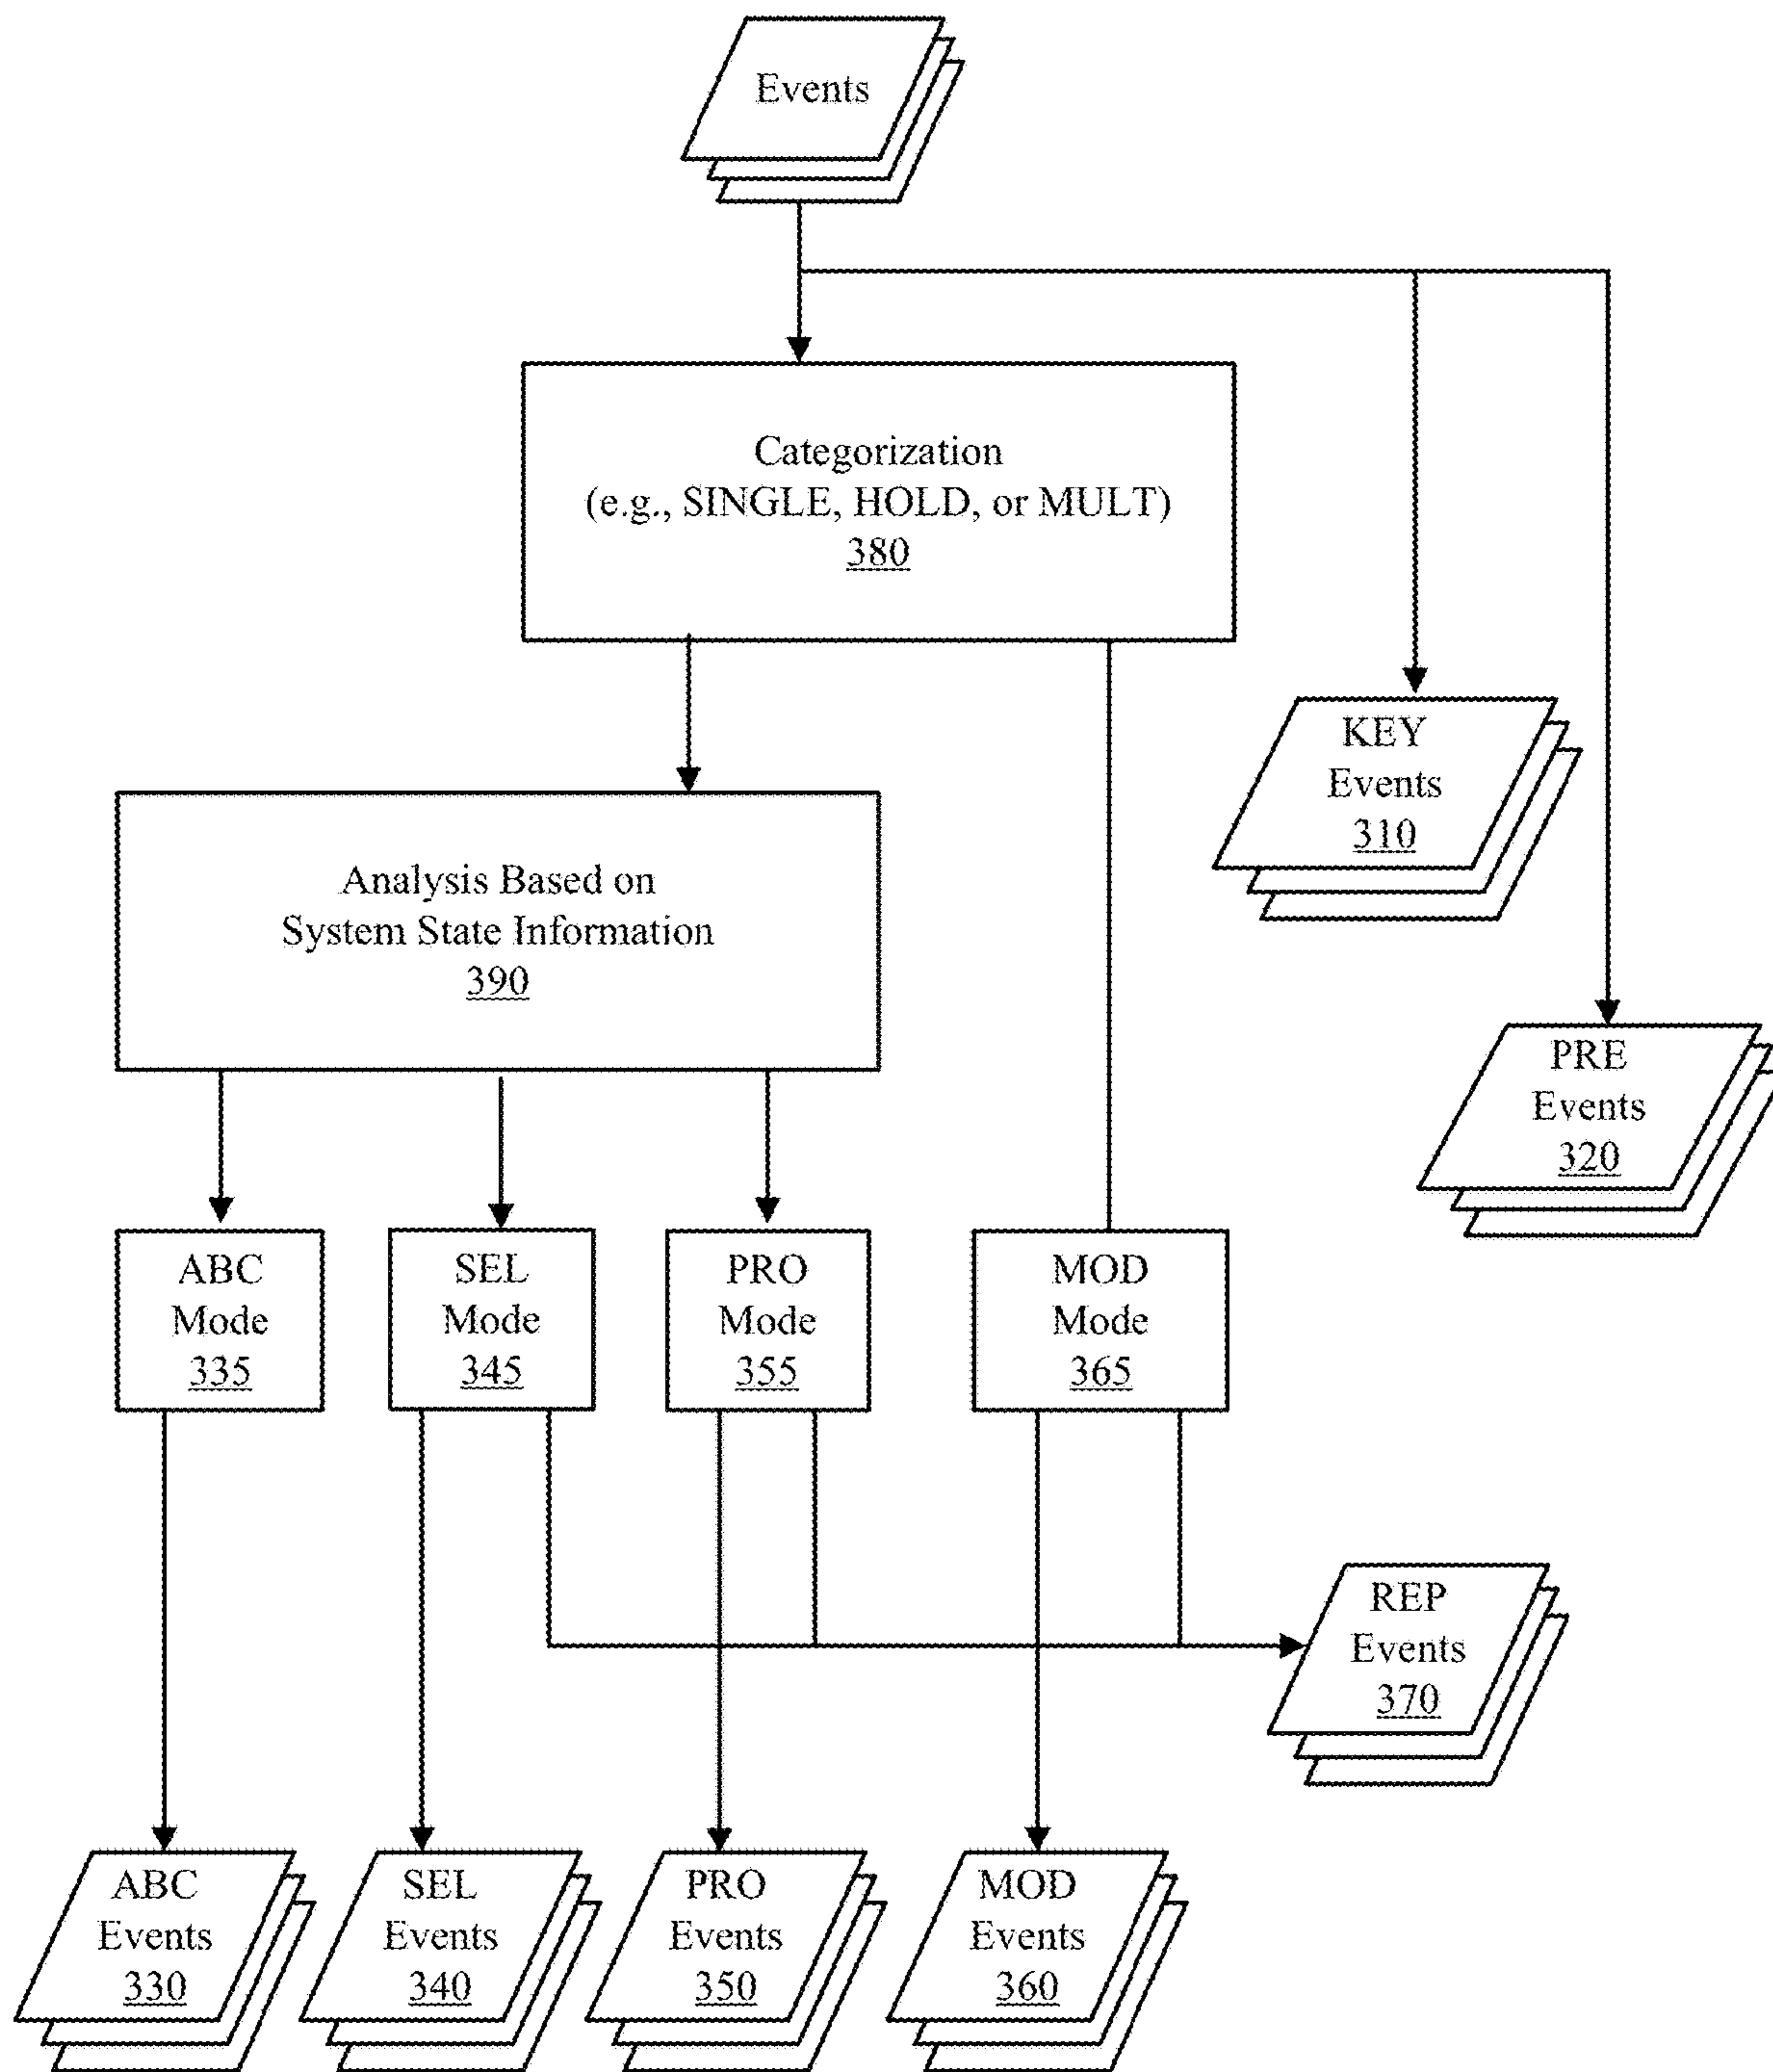 Events
Categorization
(e.g., SINGLE, HOLD, or MULT)
380
KEY
Events
310
Analysis Based on
System State Information
390
PRE
Events
320
ABC
Mode
335
SEL
Mode
345
PRO
Mode
355
MOD
Mode
365
REP
Events
370
ABC
Events
330
SEL
Events
340
PRO
Events
350
MOD
Events
360